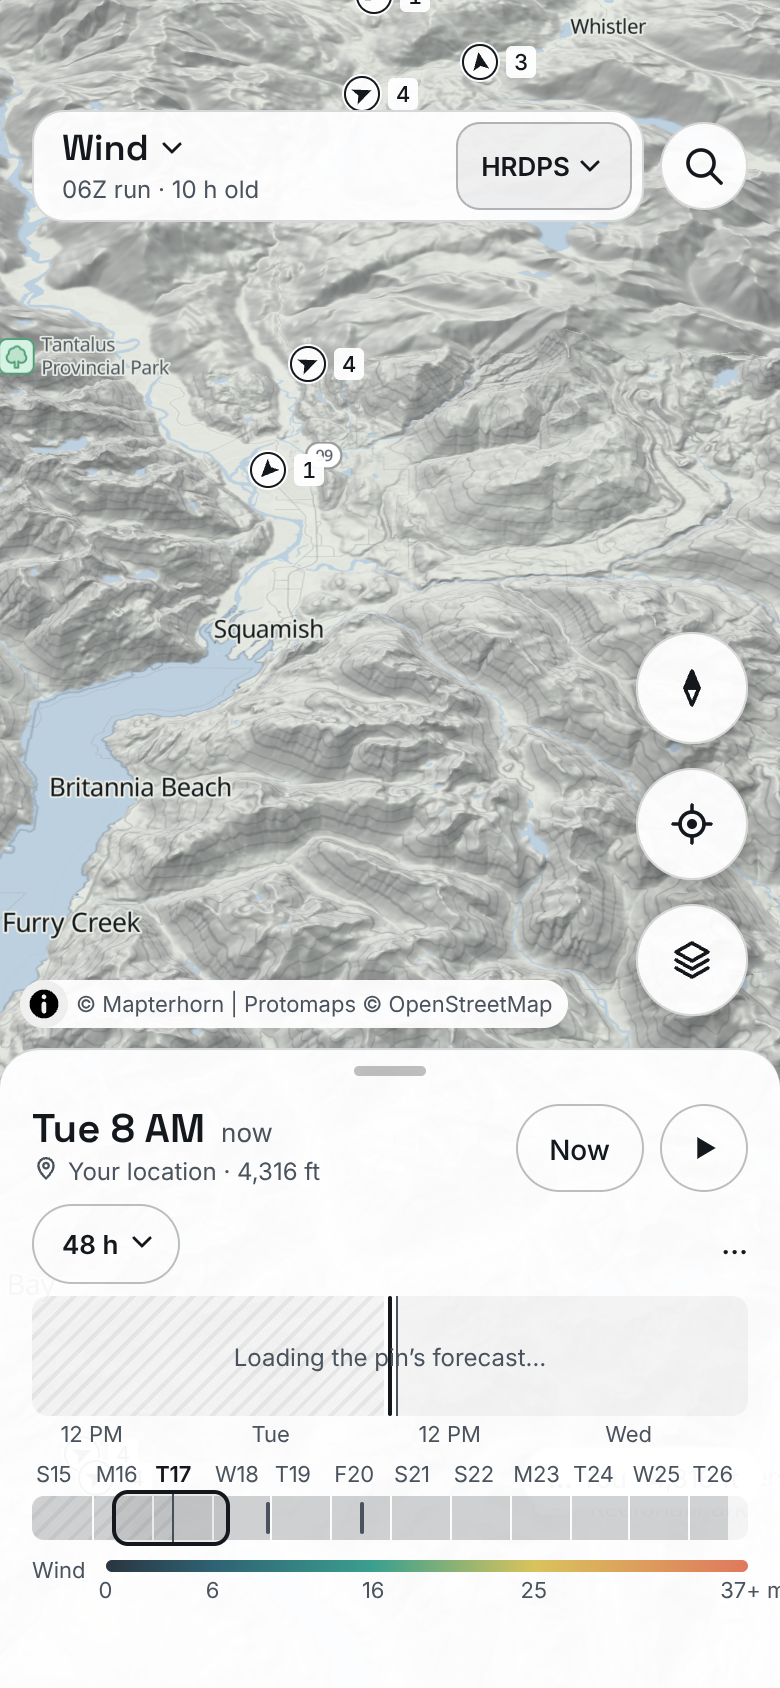 1
Whistler
3
4
Wind
06Z run · 10 h old
HRDPS
Tantalus
Provincial Park
4
99
1
Squamish
Britannia Beach
Furry Creek
© Mapterhorn | Protomaps © OpenStreetMap
Tue 8 AM now
Now
Your location · 4,316 ft
48 h
...
Bay
Loading the pin's forecast...
12 PM Tue 12 PM Wed
S15 M16 T17 W18 T19 F20 S21 S22 M23 T24 W25 T26
Wind
0 6 16 25 37+